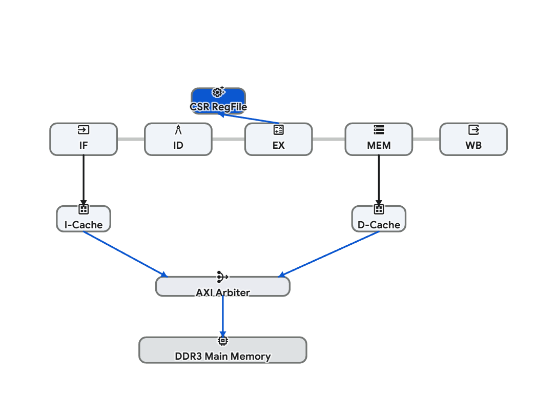 CSR RegFile
IF
ID
EX
MEM
WB
I-Cache
D-Cache
AXI Arbiter
DDR3 Main Memory